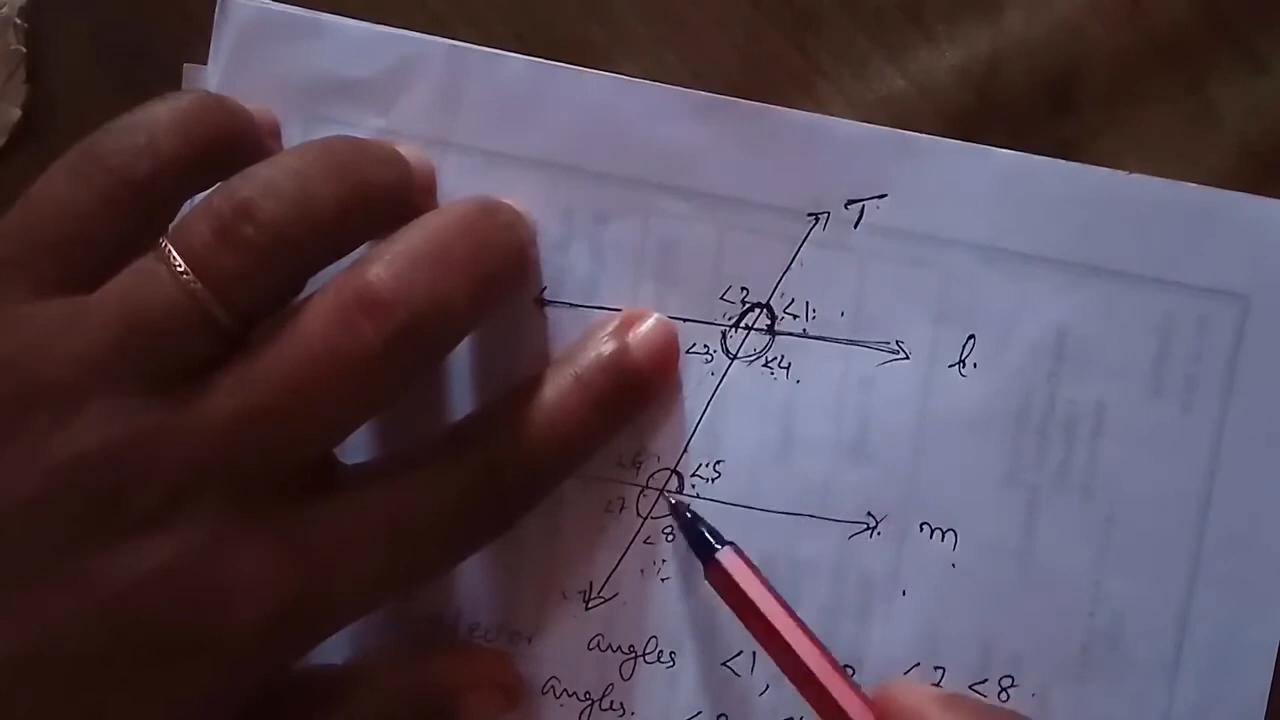 T
<2 <1
l.
<3 <4
<6 <5
<7
m
<8
angles <1, <7 <8.
angles.